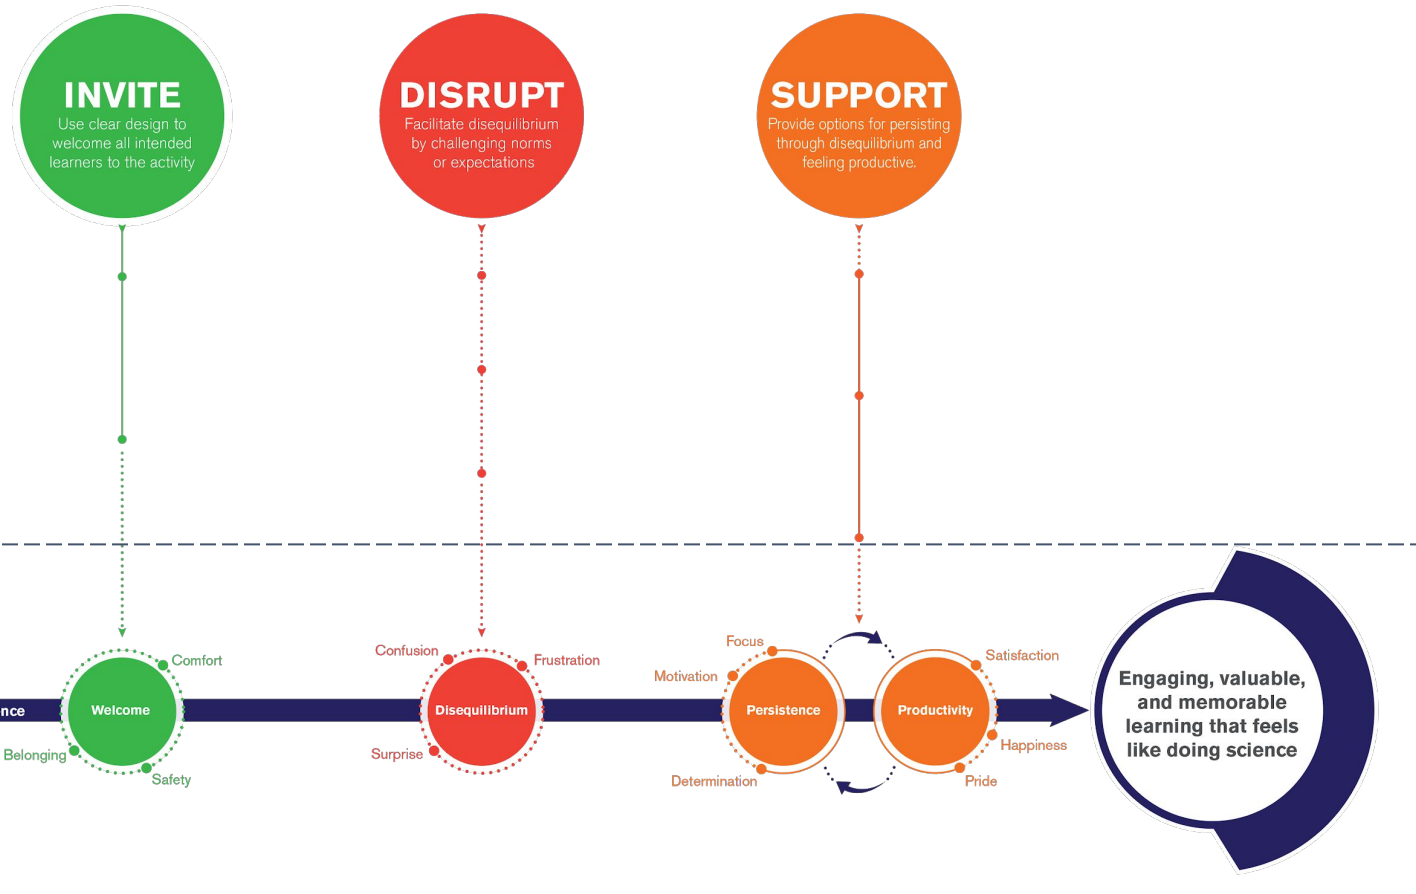 INVITE
Use clear design to
welcome all intended
learners to the activity
DISRUPT
Facilitate disequilibrium
by challenging norms
or expectations
SUPPORT
Provide options for persisting
through disequilibrium and
feeling productive.
nce
Welcome
Comfort
Belonging
Safety
Disequilibrium
Confusion
Frustration
Surprise
Persistence
Focus
Motivation
Determination
Productivity
Satisfaction
Happiness
Pride
Engaging, valuable,
and memorable
learning that feels
like doing science